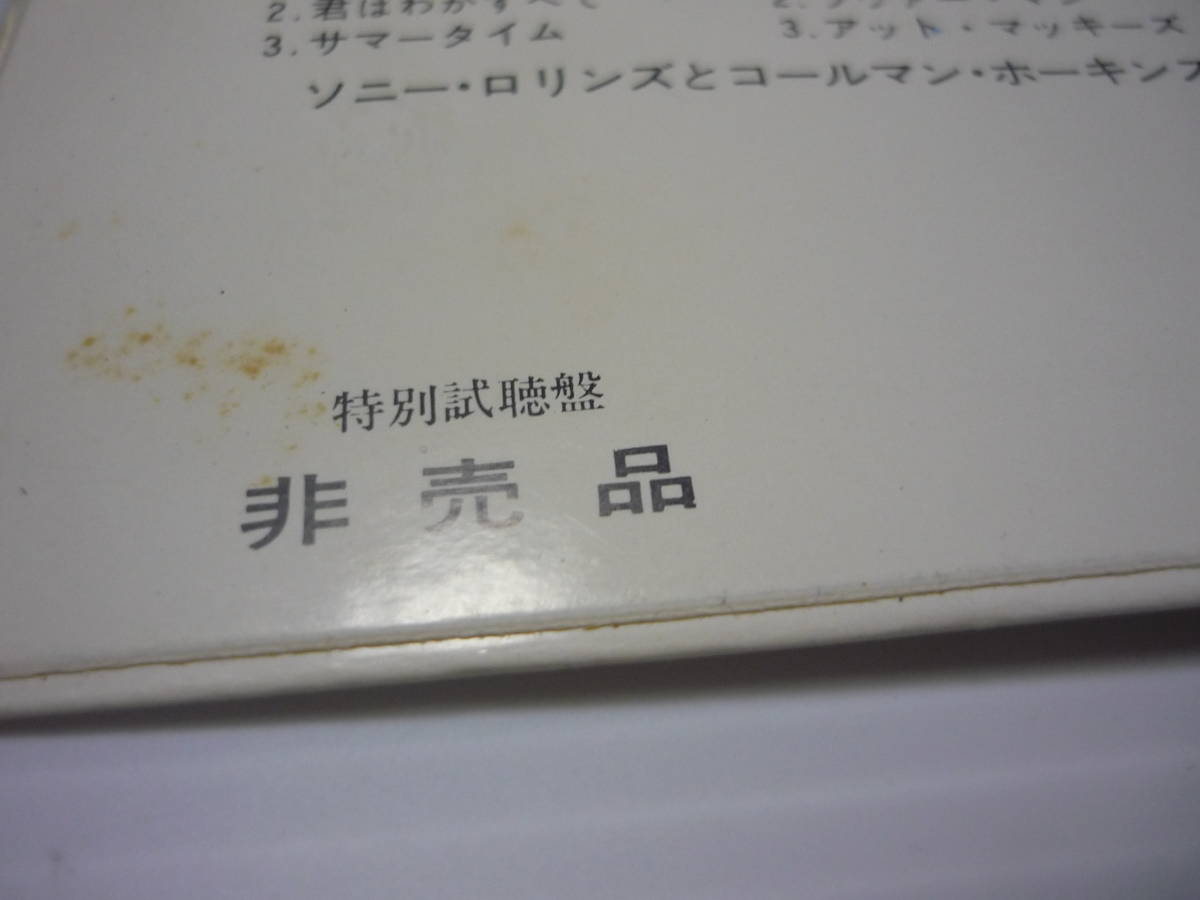 2.君はわがすべて
3.サマータイム
3.アット・マッキーズ
ソニー・ロリンズとコールマン・ホーキンズ
特別試聴盤
非売品